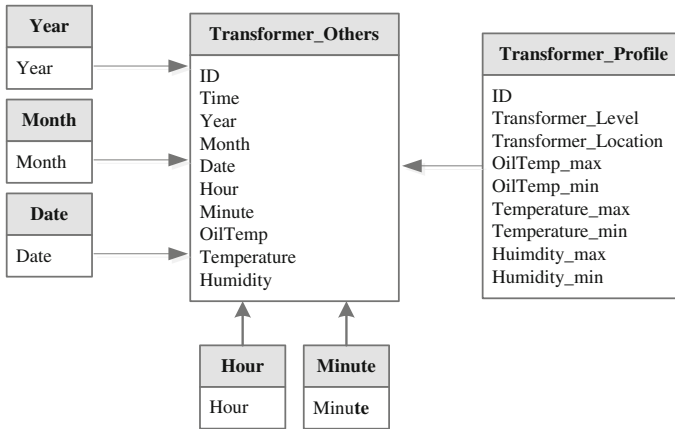 Year
Year
Month
Month
Date
Date
Transformer_Others
ID
Time
Year
Month
Date
Hour
Minute
OilTemp
Temperature
Humidity
Transformer_Profile
ID
Transformer_Level
Transformer_Location
OilTemp_max
OilTemp_min
Temperature_max
Temperature_min
Huimdity_max
Humidity_min
Hour
Hour
Minute
Minute